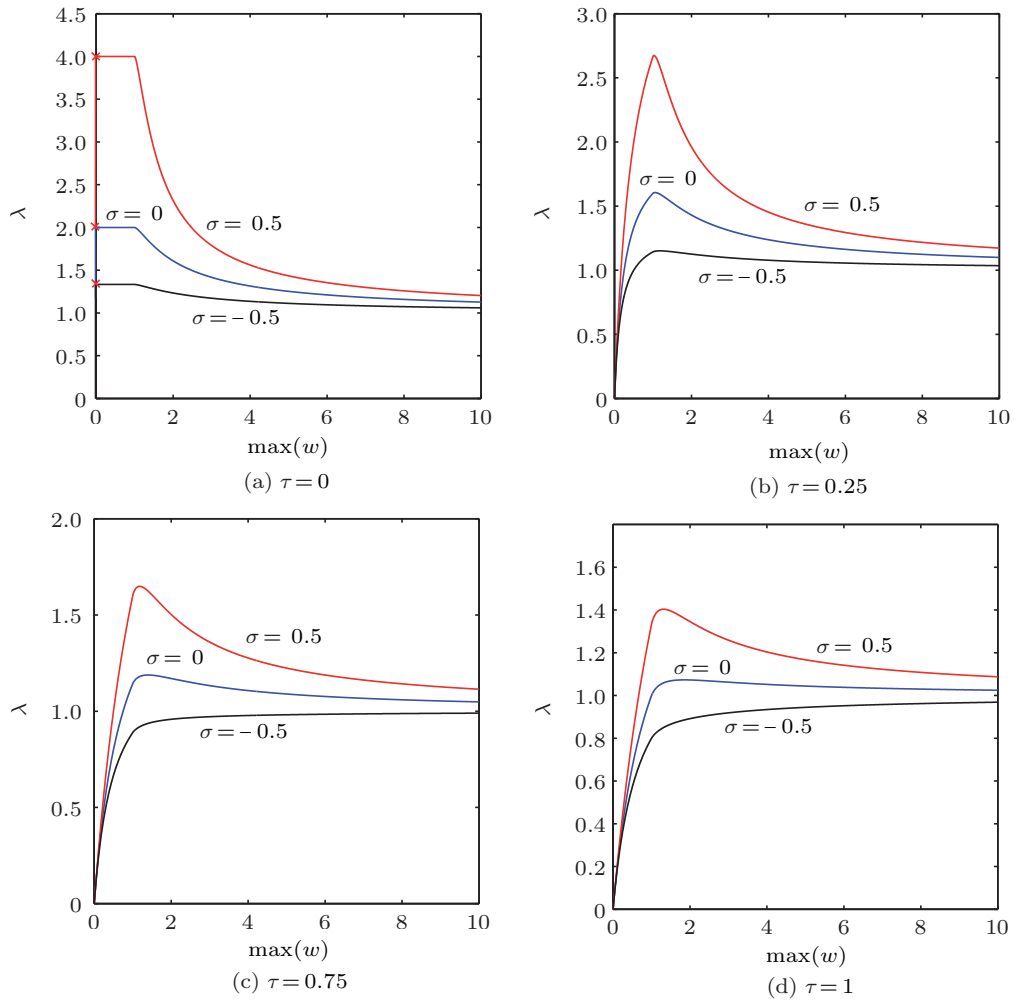 4.5
4.0
3.5
3.0
2.5
2.0
1.5
1.0
0.5
0
λ
σ = 0
σ = 0.5
σ = − 0.5
0 2 4 6 8 10
max(w)
(a) τ = 0
3.0
2.5
2.0
1.5
1.0
0.5
0
λ
σ = 0
σ = 0.5
σ = − 0.5
0 2 4 6 8 10
max(w)
(b) τ = 0.25
2.0
1.5
1.0
0.5
0
λ
σ = 0.5
σ = 0
σ = − 0.5
0 2 4 6 8 10
max(w)
(c) τ = 0.75
1.6
1.4
1.2
1.0
0.8
0.6
0.4
0.2
0
λ
σ = 0.5
σ = 0
σ = − 0.5
0 2 4 6 8 10
max(w)
(d) τ = 1